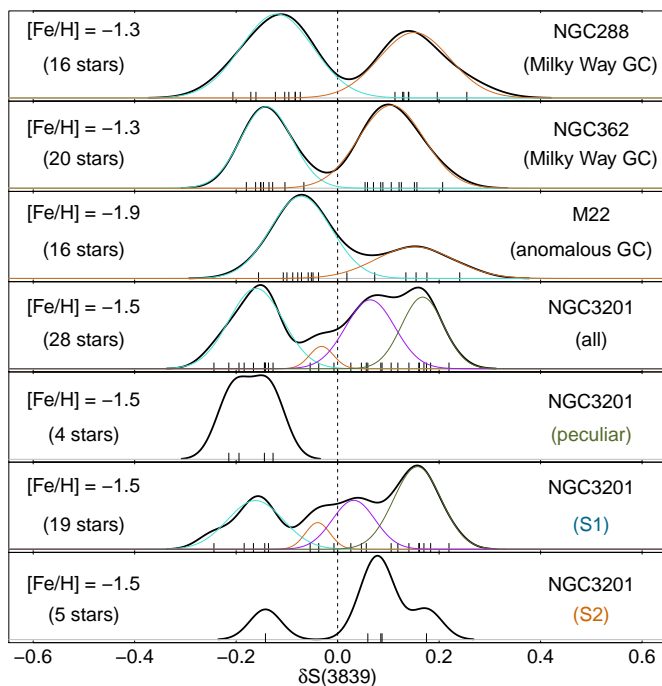 [Fe/H] = −1.3 NGC288
(16 stars) (Milky Way GC)
[Fe/H] = −1.3 NGC362
(20 stars) (Milky Way GC)
[Fe/H] = −1.9 M22
(16 stars) (anomalous GC)
[Fe/H] = −1.5 NGC3201
(28 stars) (all)
[Fe/H] = −1.5 NGC3201
(4 stars) (peculiar)
[Fe/H] = −1.5 NGC3201
(19 stars) (S1)
[Fe/H] = −1.5 NGC3201
(5 stars) (S2)
−0.6 −0.4 −0.2 0.0 0.2 0.4 0.6
δS(3839)